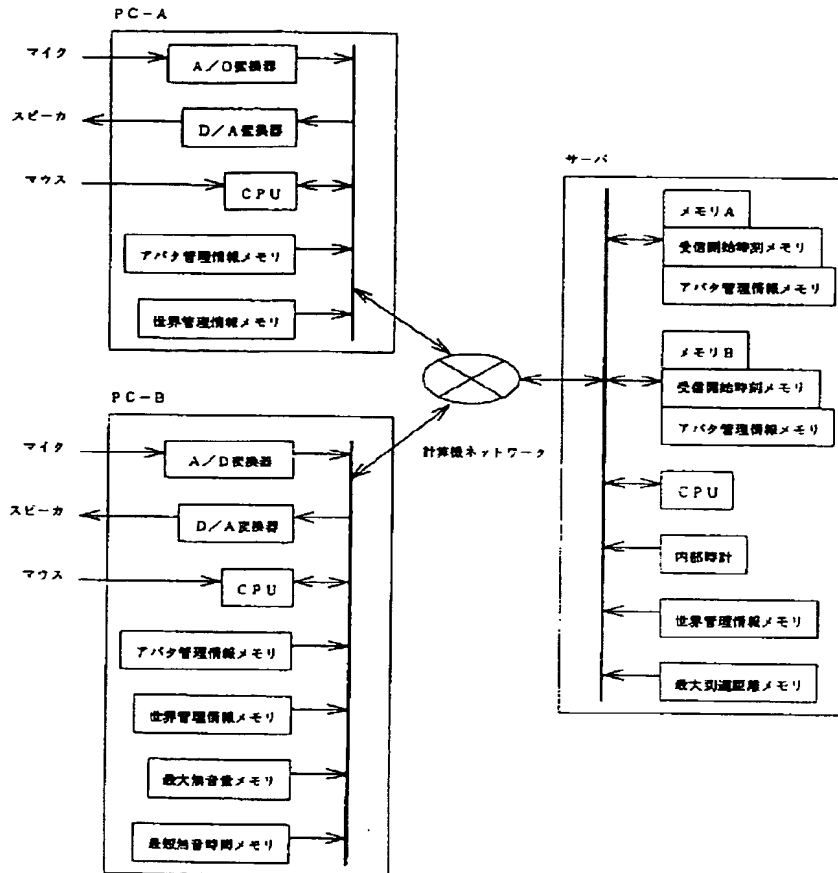 PC-A
マイク
A/D変換器
スピーカ
D/A変換器
マウス
CPU
アバタ管理情報メモリ
世界管理情報メモリ
PC-B
マイク
A/D変換器
スピーカ
D/A変換器
マウス
CPU
アバタ管理情報メモリ
世界管理情報メモリ
最大無音量メモリ
最短無音時間メモリ
計算機ネットワーク
サーバ
メモリA
受信開始時刻メモリ
アバタ管理情報メモリ
メモリB
受信開始時刻メモリ
アバタ管理情報メモリ
CPU
内部時計
世界管理情報メモリ
最大到達距離メモリ